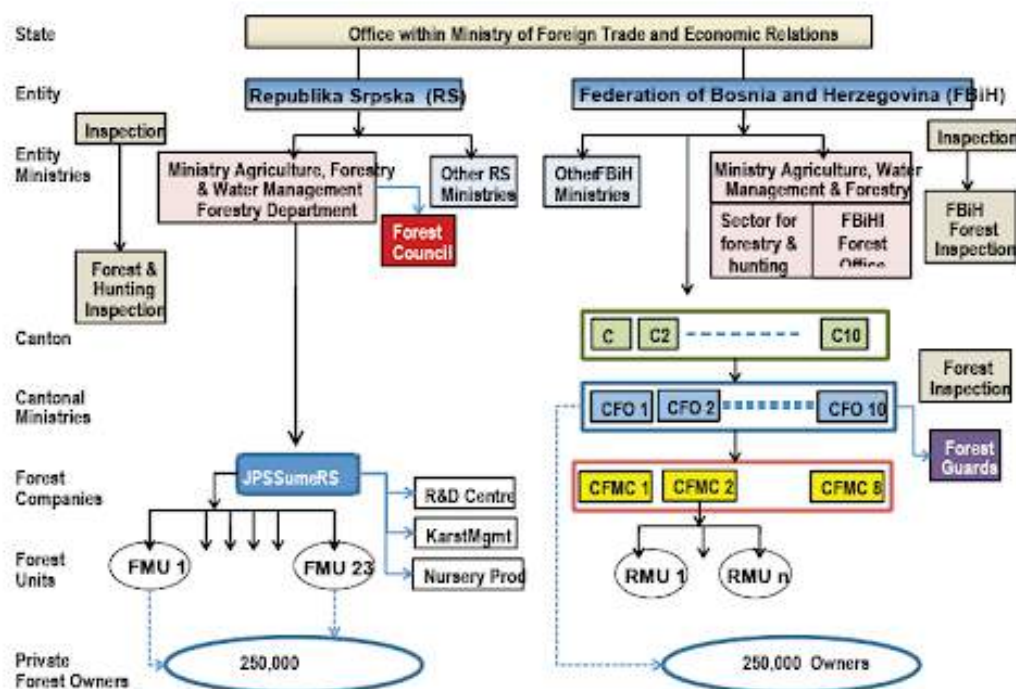 State
Office within Ministry of Foreign Trade and Economic Relations
Entity
Republika Srpska (RS)
Federation of Bosnia and Herzegovina (FBiH)
Inspection
Inspection
Entity
Ministries
Ministry Agriculture, Forestry
& Water Management
Forestry Department
Other RS
Ministries
OtherFBiH
Ministries
Ministry Agriculture, Water
Management & Forestry
Sector for
forestry &
hunting
FBiHI
Forest
Office
FBiH
Forest
Inspection
Forest
Council
Forest &
Hunting
Inspection
Canton
C
C2
C10
Forest
Inspection
Cantonal
Ministries
CFO 1
CFO 2
CFO 10
Forest
Guards
Forest
Companies
JPSSumeRS
R&D Centre
KarstMgmt
Nursery Prod
CFMC 1
CFMC 2
CFMC 8
Forest
Units
FMU 1
FMU 23
RMU 1
RMU n
Private
Forest Owners
250,000
250,000 Owners